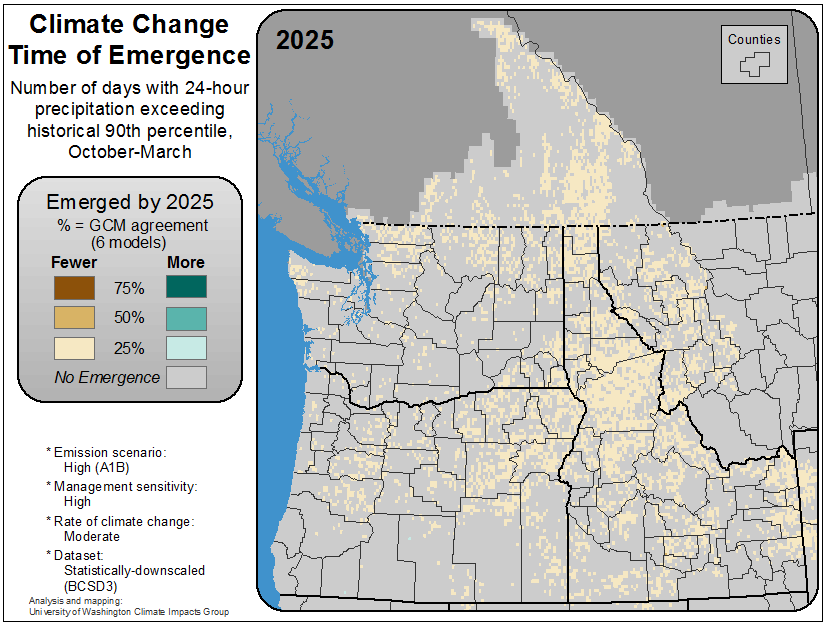 Climate Change
Time of Emergence
Number of days with 24-hour
precipitation exceeding
historical 90th percentile,
October-March
Emerged by 2025
% = GCM agreement
(6 models)
Fewer More
75%
50%
25%
No Emergence
* Emission scenario:
High (A1B)
* Management sensitivity:
High
* Rate of climate change:
Moderate
* Dataset:
Statistically-downscaled
(BCSD3)
Analysis and mapping:
University of Washington Climate Impacts Group
2025
Counties